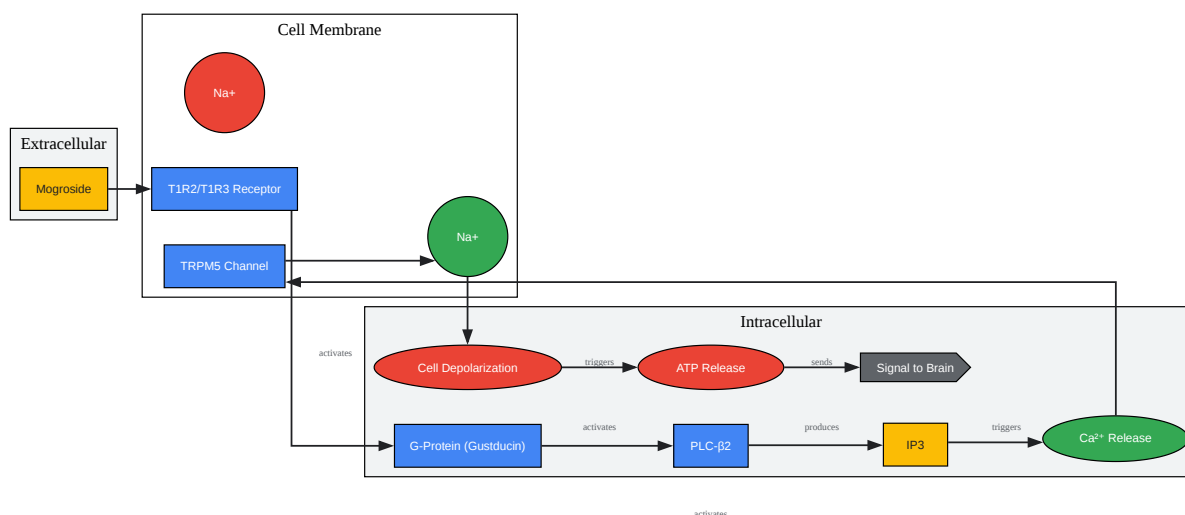 Cell Membrane
Na+
Extracellular
Mogroside
T1R2/T1R3 Receptor
Na+
TRPM5 Channel
Intracellular
activates
Cell Depolarization
triggers
ATP Release
sends
Signal to Brain
G-Protein (Gustducin)
activates
PLC-β2
produces
IP3
triggers
Ca²⁺ Release
activates